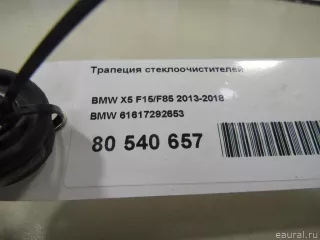 Трапеция стеклоочистителей
BMW X5 F15/F85 2013-2018
BMW 61617292653
80 540 657
© eaural.ru